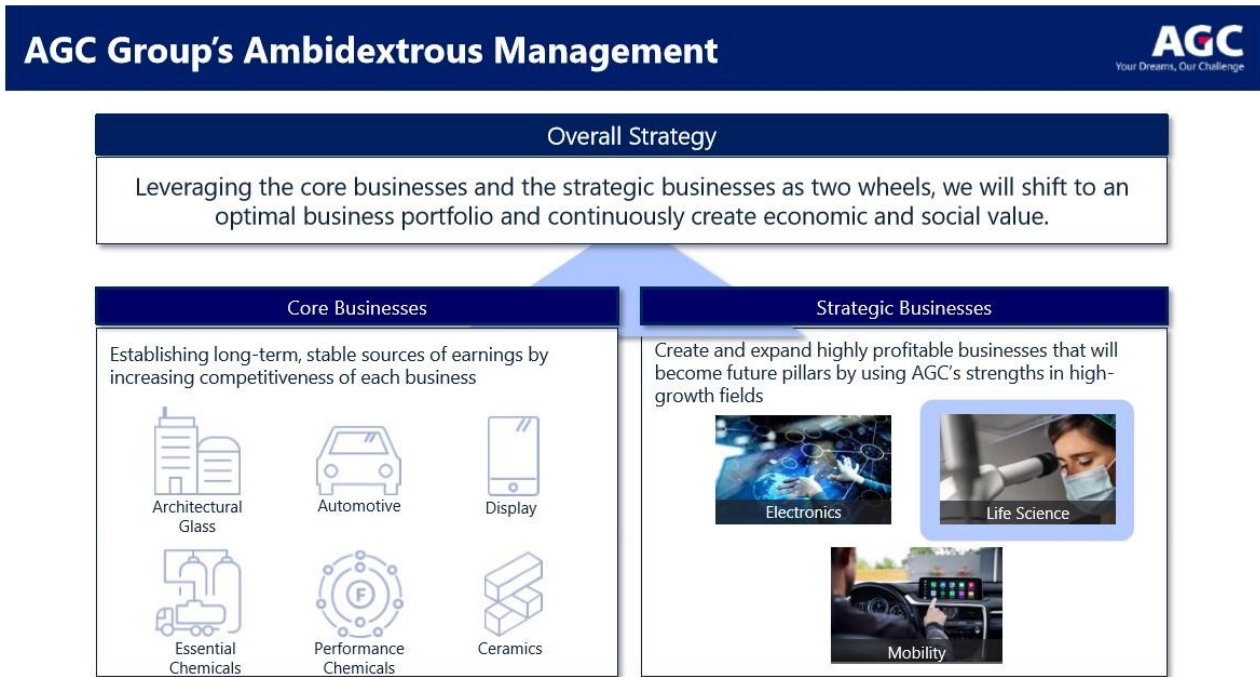 AGC Group's Ambidextrous Management
AGC
Your Dreams, Our Challenge
Overall Strategy
Leveraging the core businesses and the strategic businesses as two wheels, we will shift to an
optimal business portfolio and continuously create economic and social value.
Core Businesses
Establishing long-term, stable sources of earnings by
increasing competitiveness of each business
Architectural
Glass
Automotive
Display
F
Essential
Chemicals
Performance
Chemicals
Ceramics
Strategic Businesses
Create and expand highly profitable businesses that will
become future pillars by using AGC's strengths in high-
growth fields
Electronics
Life Science
Mobility